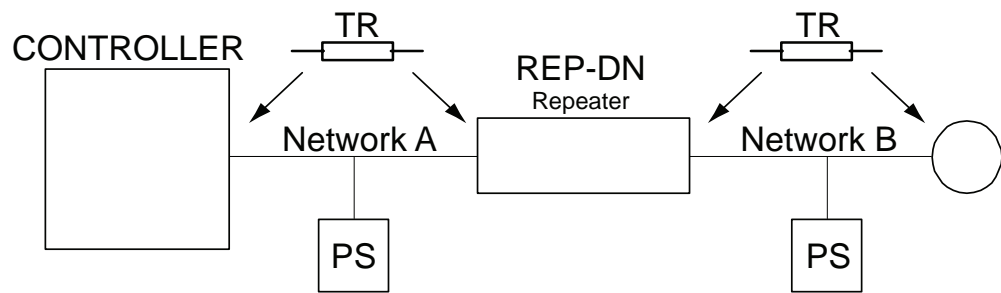 TR
TR
CONTROLLER
REP-DN
Repeater
Network A
Network B
PS
PS